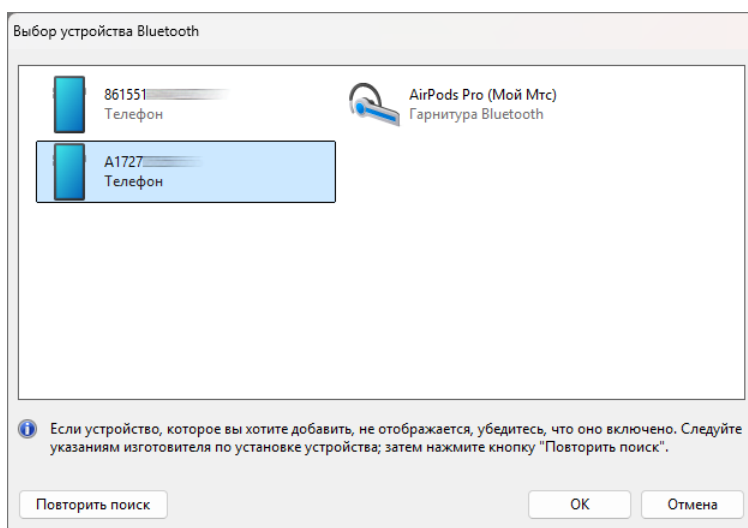 Выбор устройства Bluetooth
861551
Телефон
AirPods Pro (Мой Мтс)
Гарнитура Bluetooth
A1727
Телефон
Если устройство, которое вы хотите добавить, не отображается, убедитесь, что оно включено. Следуйте
указаниям изготовителя по установке устройства; затем нажмите кнопку "Повторить поиск".
Повторить поиск
ОК
Отмена